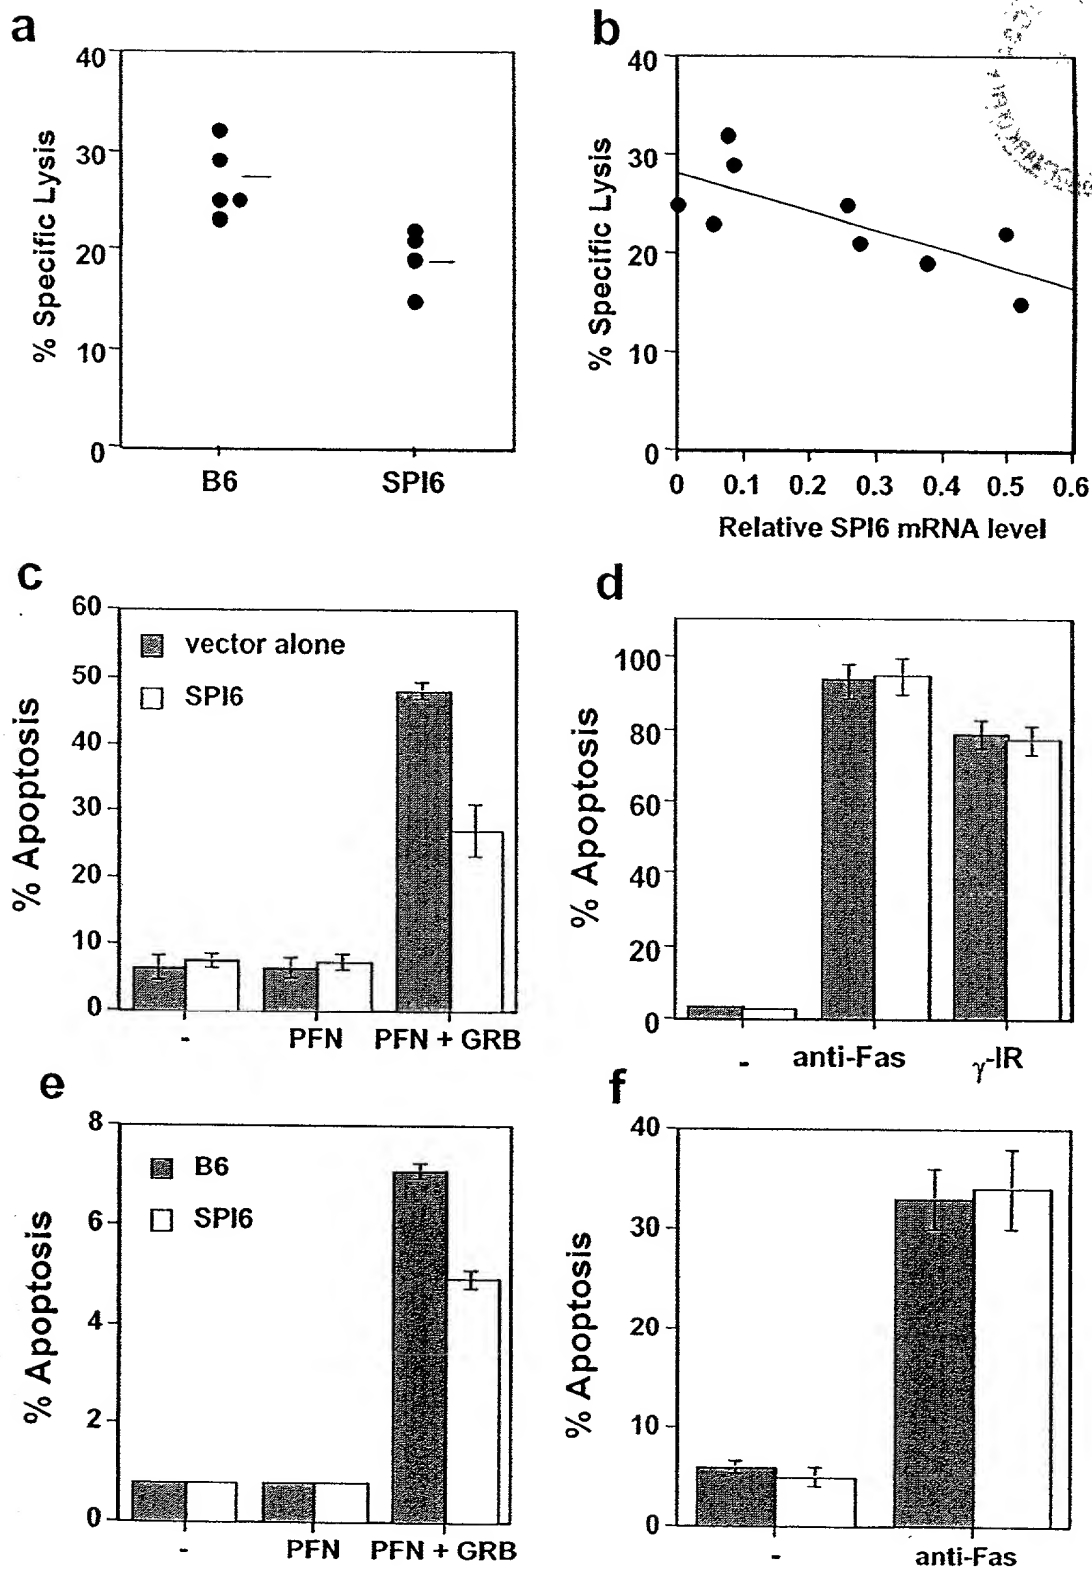 a
40
30
20
10
0
% Specific Lysis
B6 SPI6
b
40
30
20
10
0
% Specific Lysis
0 0.1 0.2 0.3 0.4 0.5 0.6
Relative SPI6 mRNA level
c
60
50
40
30
20
10
0
% Apoptosis
vector alone
SPI6
- PFN PFN + GRB
d
100
80
60
40
20
0
% Apoptosis
- anti-Fas γ-IR
e
8
6
4
2
0
% Apoptosis
B6
SPI6
- PFN PFN + GRB
f
40
30
20
10
0
% Apoptosis
- anti-Fas